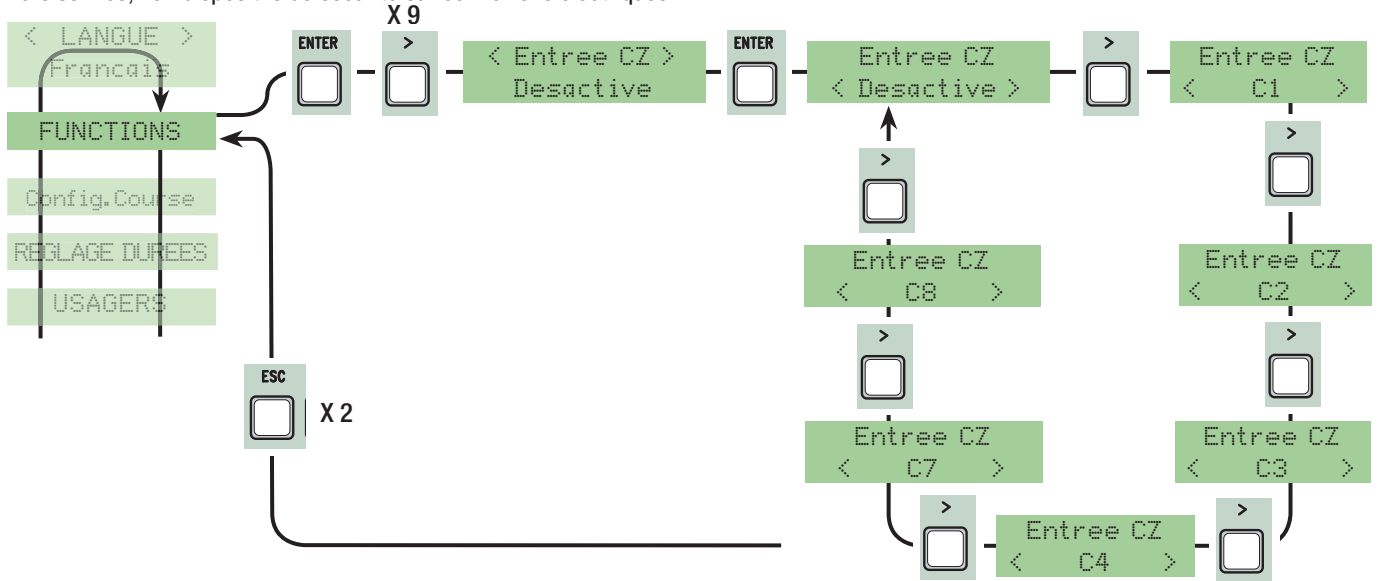 X 9
< LANGUE >
Francais
FUNCTIONS
Config.Course
REGLAGE DUREES
USAGERS
ENTER
>
< Entree CZ >
Desactive
ENTER
Entree CZ
< Desactive >
>
Entree CZ
< C1 >
>
Entree CZ
< C2 >
>
Entree CZ
< C3 >
>
Entree CZ
< C4 >
>
Entree CZ
< C7 >
>
Entree CZ
< C8 >
>
ESC
X 2